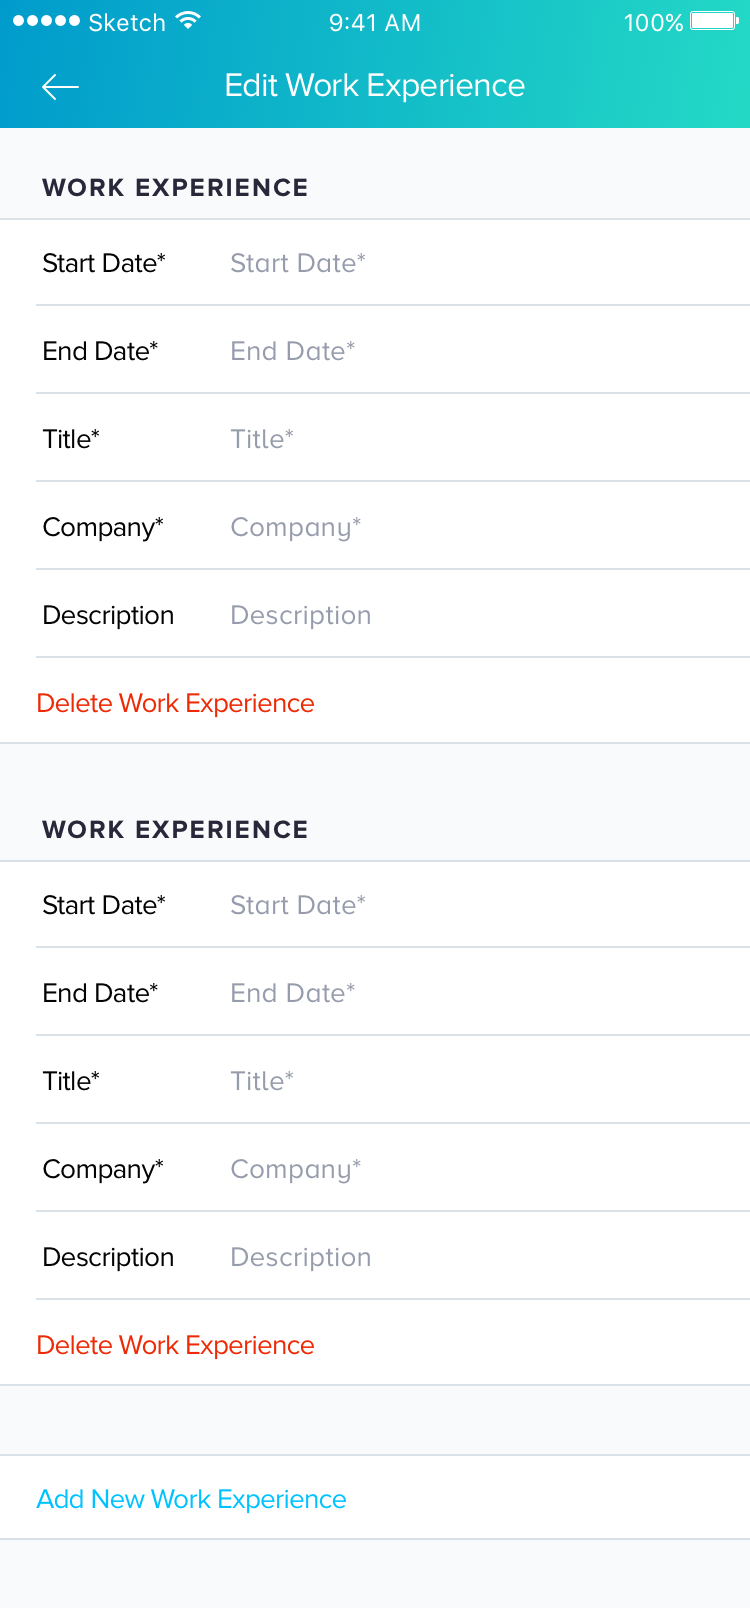 Sketch 9:41 AM 100%
Edit Work Experience
WORK EXPERIENCE
Start Date* Start Date*
End Date* End Date*
Title* Title*
Company* Company*
Description Description
Delete Work Experience
WORK EXPERIENCE
Start Date* Start Date*
End Date* End Date*
Title* Title*
Company* Company*
Description Description
Delete Work Experience
Add New Work Experience